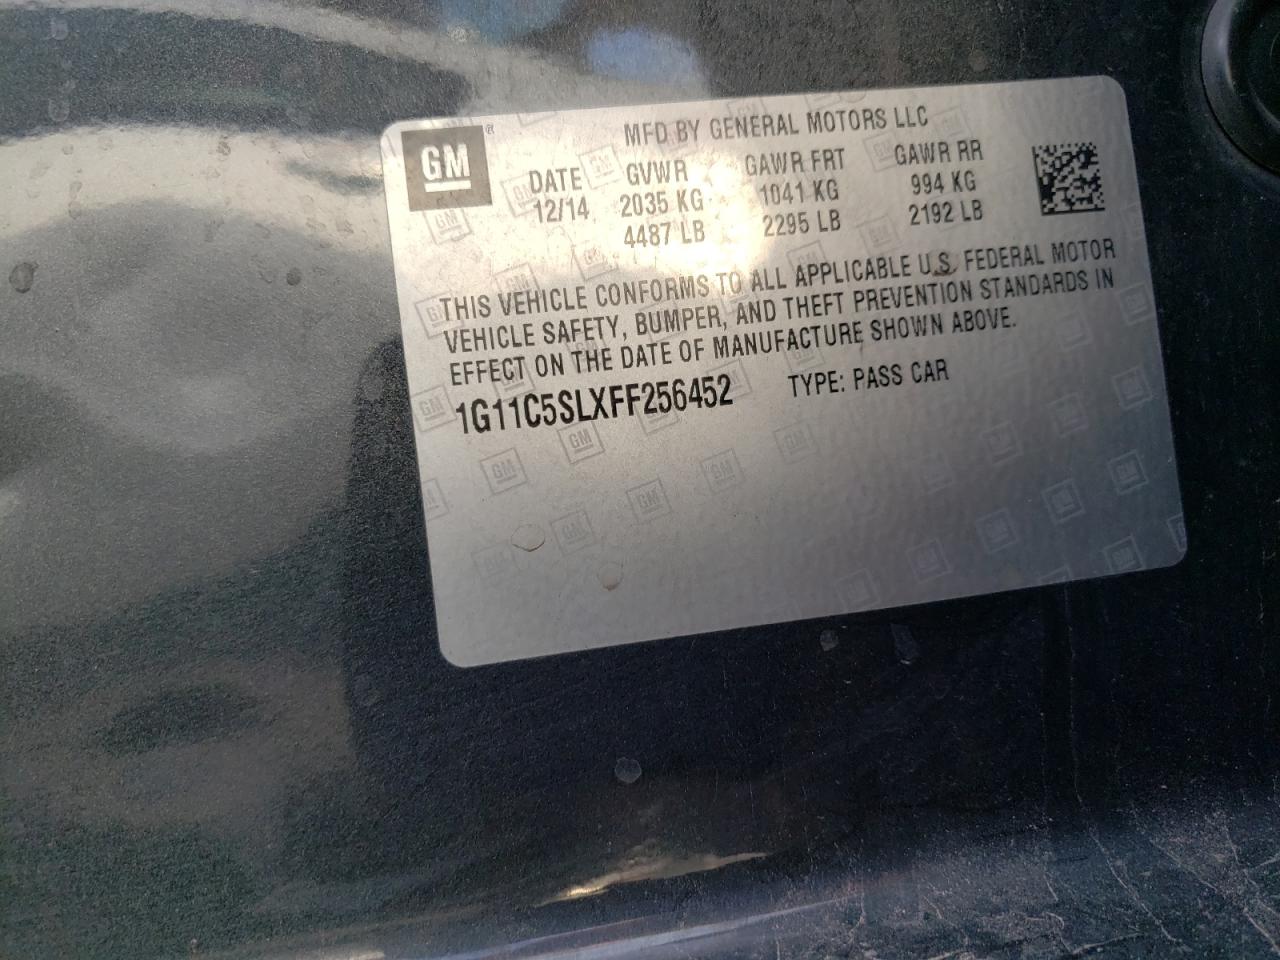 GM®
MFD BY GENERAL MOTORS LLC
DATE GVWR GAWR FRT GAWR RR
12/14 2035 KG 1041 KG 994 KG
4487 LB 2295 LB 2192 LB
THIS VEHICLE CONFORMS TO ALL APPLICABLE U.S. FEDERAL MOTOR
VEHICLE SAFETY, BUMPER, AND THEFT PREVENTION STANDARDS IN
EFFECT ON THE DATE OF MANUFACTURE SHOWN ABOVE.
1G11C5SLXFF256452 TYPE: PASS CAR